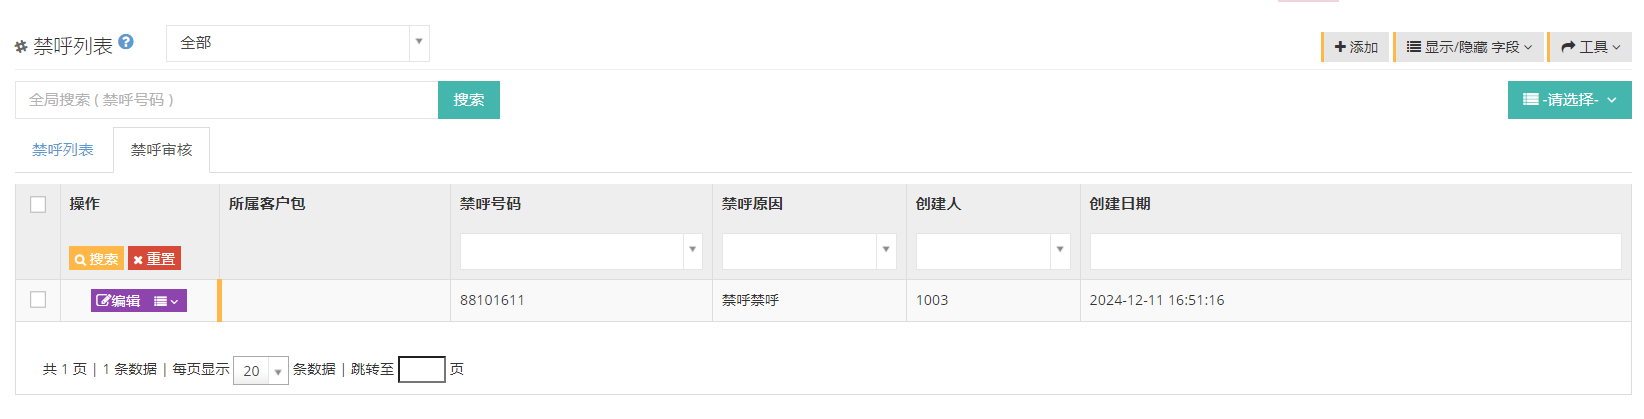 禁呼列表 全部 添加 显示/隐藏 字段 工具
全局搜索 ( 禁呼号码 ) 搜索 -请选择-
禁呼列表 禁呼审核
操作 所属客户包 禁呼号码 禁呼原因 创建人 创建日期
搜索 重置
编辑 88101611 禁呼禁呼 1003 2024-12-11 16:51:16
共 1 页 | 1 条数据 | 每页显示 20 条数据 | 跳转至 页